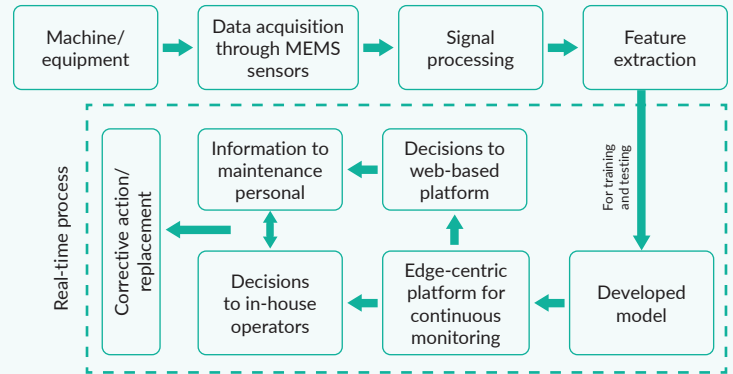 Machine/
equipment
Data acquisition
through MEMS
sensors
Signal
processing
Feature
extraction
For training
and testing
Real-time process
Corrective action/
replacement
Information to
maintenance
personal
Decisions to
web-based
platform
Decisions
to in-house
operators
Edge-centric
platform for
continuous
monitoring
Developed
model